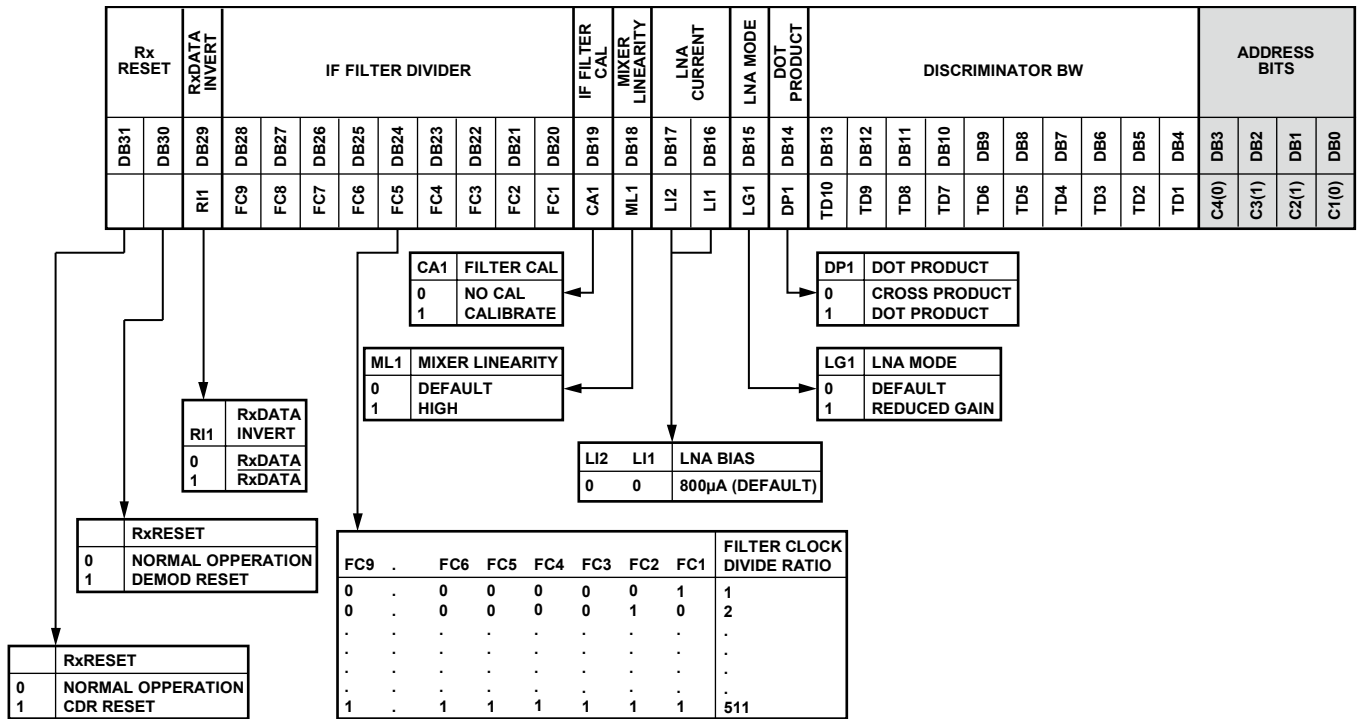 Rx RESET
RxDATA INVERT
IF FILTER DIVIDER
IF FILTER CAL
MIXER LINEARITY
LNA CURRENT
LNA MODE
DOT PRODUCT
DISCRIMINATOR BW
ADDRESS BITS
DB31 DB30 DB29 DB28 DB27 DB26 DB25 DB24 DB23 DB22 DB21 DB20 DB19 DB18 DB17 DB16 DB15 DB14 DB13 DB12 DB11 DB10 DB9 DB8 DB7 DB6 DB5 DB4 DB3 DB2 DB1 DB0
RI1 FC9 FC8 FC7 FC6 FC5 FC4 FC3 FC2 FC1 CA1 ML1 LI2 LI1 LG1 DP1 TD10 TD9 TD8 TD7 TD6 TD5 TD4 TD3 TD2 TD1 C4(0) C3(1) C2(1) C1(0)
CA1 FILTER CAL
0 NO CAL
1 CALIBRATE
DP1 DOT PRODUCT
0 CROSS PRODUCT
1 DOT PRODUCT
ML1 MIXER LINEARITY
0 DEFAULT
1 HIGH
LG1 LNA MODE
0 DEFAULT
1 REDUCED GAIN
RI1 RxDATA INVERT
0 RxDATA
1 RxDATA
LI2 LI1 LNA BIAS
0 0 800µA (DEFAULT)
RxRESET
0 NORMAL OPPERATION
1 DEMOD RESET
FC9 . FC6 FC5 FC4 FC3 FC2 FC1 FILTER CLOCK DIVIDE RATIO
0 . 0 0 0 0 0 1 1
0 . 0 0 0 0 1 0 2
. . . . . . . . .
. . . . . . . . .
. . . . . . . . .
. . . . . . . . .
1 . 1 1 1 1 1 1 511
RxRESET
0 NORMAL OPPERATION
1 CDR RESET